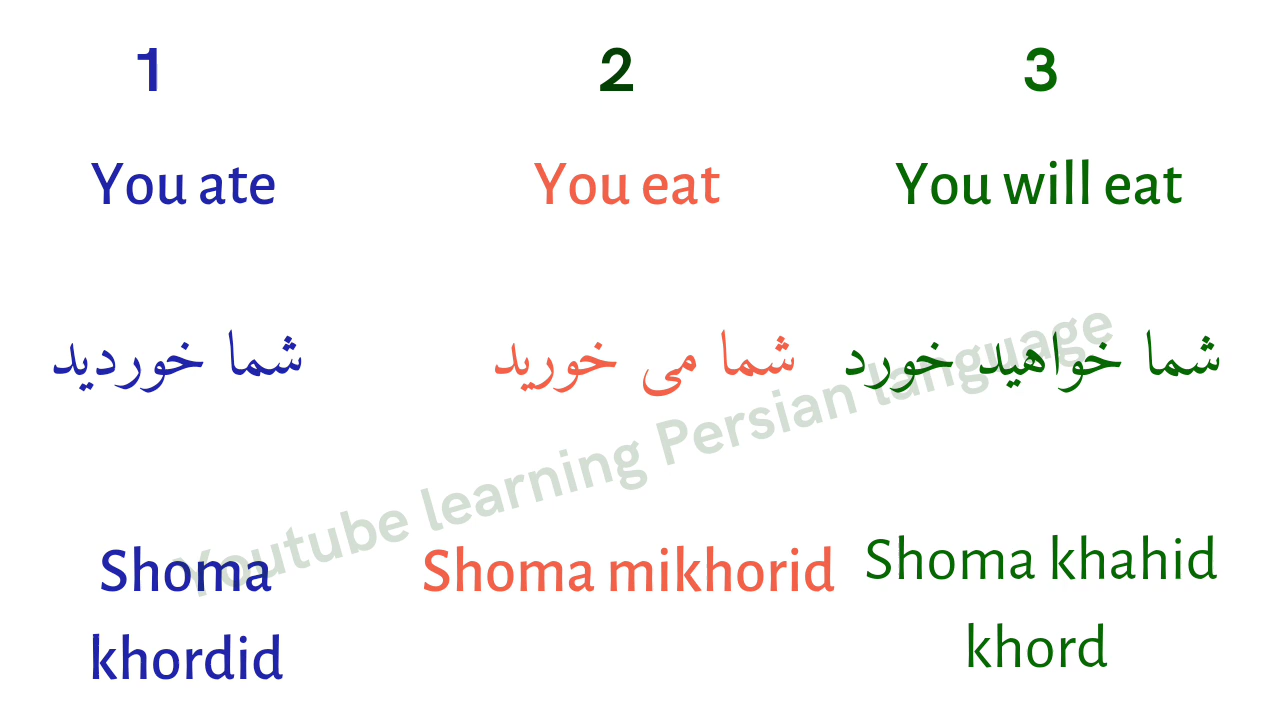 1
2
3
You ate
You eat
You will eat
شما خوردید
شما می خورید
شما خواهید خورد
Youtube learning Persian language
Shoma
khordid
Shoma mikhorid
Shoma khahid
khord